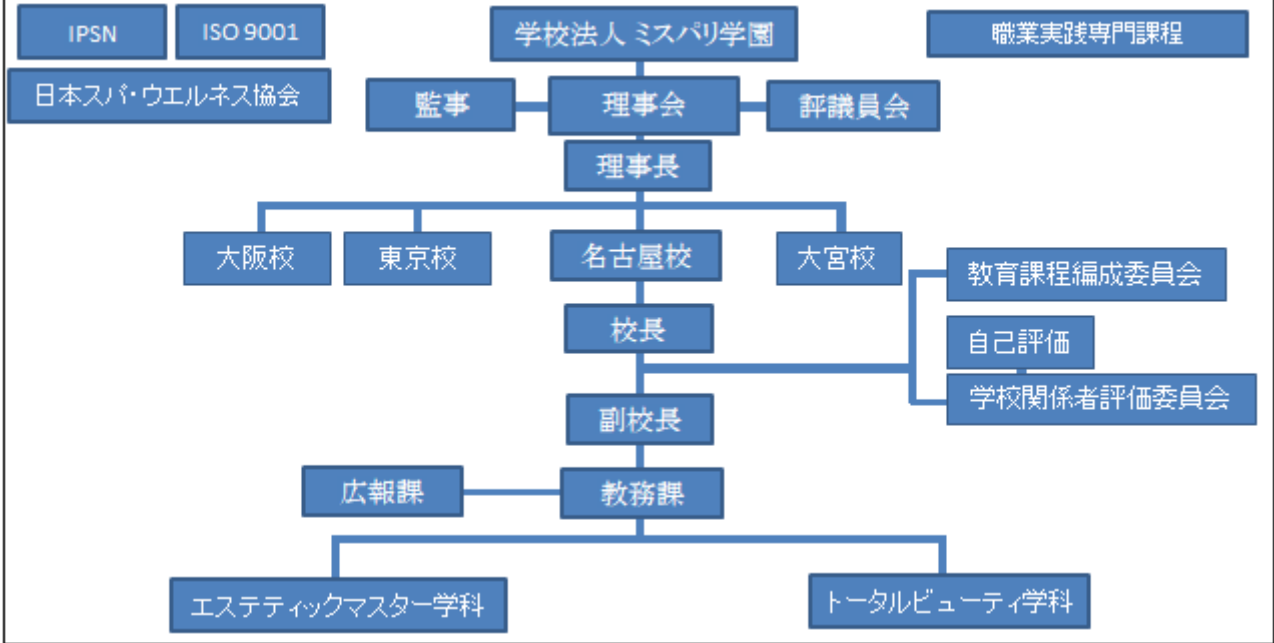 IPSN
ISO 9001
学校法人 ミスパリ学園
職業実践専門課程
日本スパ・ウエルネス協会
監事
理事会
評議員会
理事長
大阪校
東京校
名古屋校
大宮校
教育課程編成委員会
校長
自己評価
学校関係者評価委員会
副校長
広報課
教務課
エステティックマスター学科
トータルビューティ学科